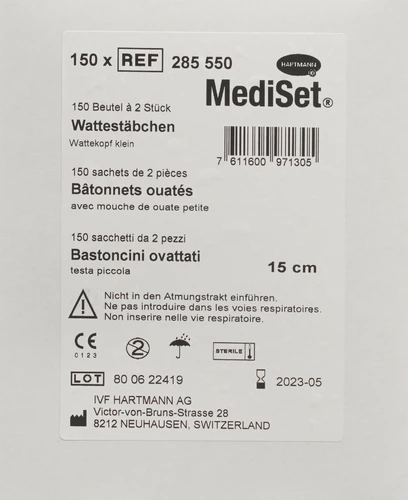 150 x REF 285 550
HARTMANN
MediSet®
150 Beutel à 2 Stück
Wattestäbchen
Wattekopf klein
7 611600 971305
150 sachets de 2 pièces
Bâtonnets ouatés
avec mouche de ouate petite
150 sacchetti da 2 pezzi
Bastoncini ovattati
15 cm
testa piccola
Nicht in den Atmungstrakt einführen.
Ne pas introduire dans les voies respiratoires.
Non inserire nelle vie respiratorie.
CE
0123
2
STERILE
LOT 80 06 22419
2023-05
IVF HARTMANN AG
Victor-von-Bruns-Strasse 28
8212 NEUHAUSEN, SWITZERLAND